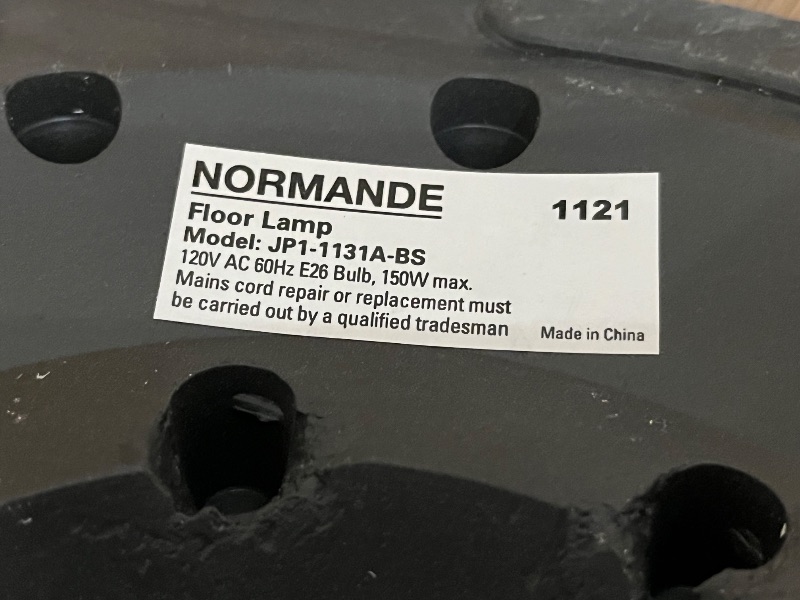 NORMANDE
1121
Floor Lamp
Model: JP1-1131A-BS
120V AC 60Hz E26 Bulb, 150W max.
Mains cord repair or replacement must
be carried out by a qualified tradesman
Made in China